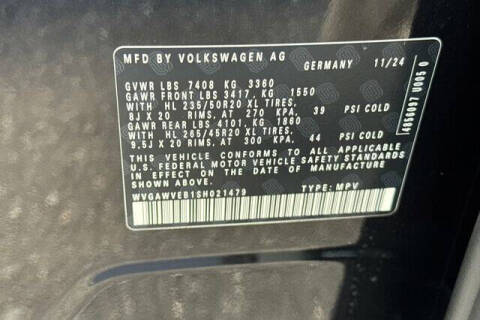 MFD BY VOLKSWAGEN AG GERMANY 11/24
GVWR LBS 7408 KG 3360
GAWR FRONT LBS 3417, KG 1550
WITH HL 235/50R20 XL TIRES,
8J X 20 RIMS, AT 270 KPA, 39 PSI COLD
GAWR REAR LBS 4101, KG 1860
WITH HL 265/45R20 XL TIRES,
9.5J X 20 RIMS, AT 300 KPA, 44 PSI COLD
THIS VEHICLE CONFORMS TO ALL APPLICABLE
U.S. FEDERAL MOTOR VEHICLE SAFETY STANDARDS
IN EFFECT ON THE DATE OF MANUFACTURE
SHOWN ABOVE.
WVGAWVEB1SH021479 TYPE: MPV